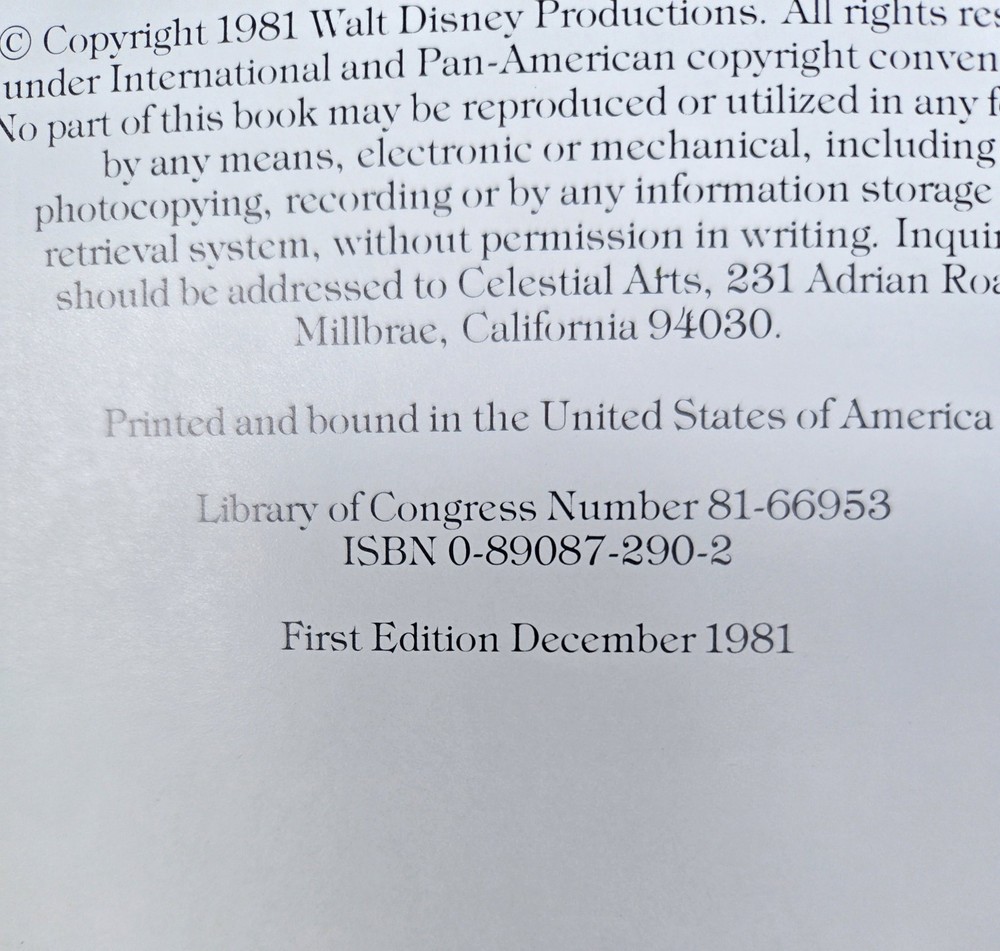 © Copyright 1981 Walt Disney Productions. All rights res
under International and Pan-American copyright conven
No part of this book may be reproduced or utilized in any f
by any means, electronic or mechanical, including
photocopying, recording or by any information storage
retrieval system, without permission in writing. Inquir
should be addressed to Celestial Arts, 231 Adrian Roa
Millbrae, California 94030.
Printed and bound in the United States of America
Library of Congress Number 81-66953
ISBN 0-89087-290-2
First Edition December 1981